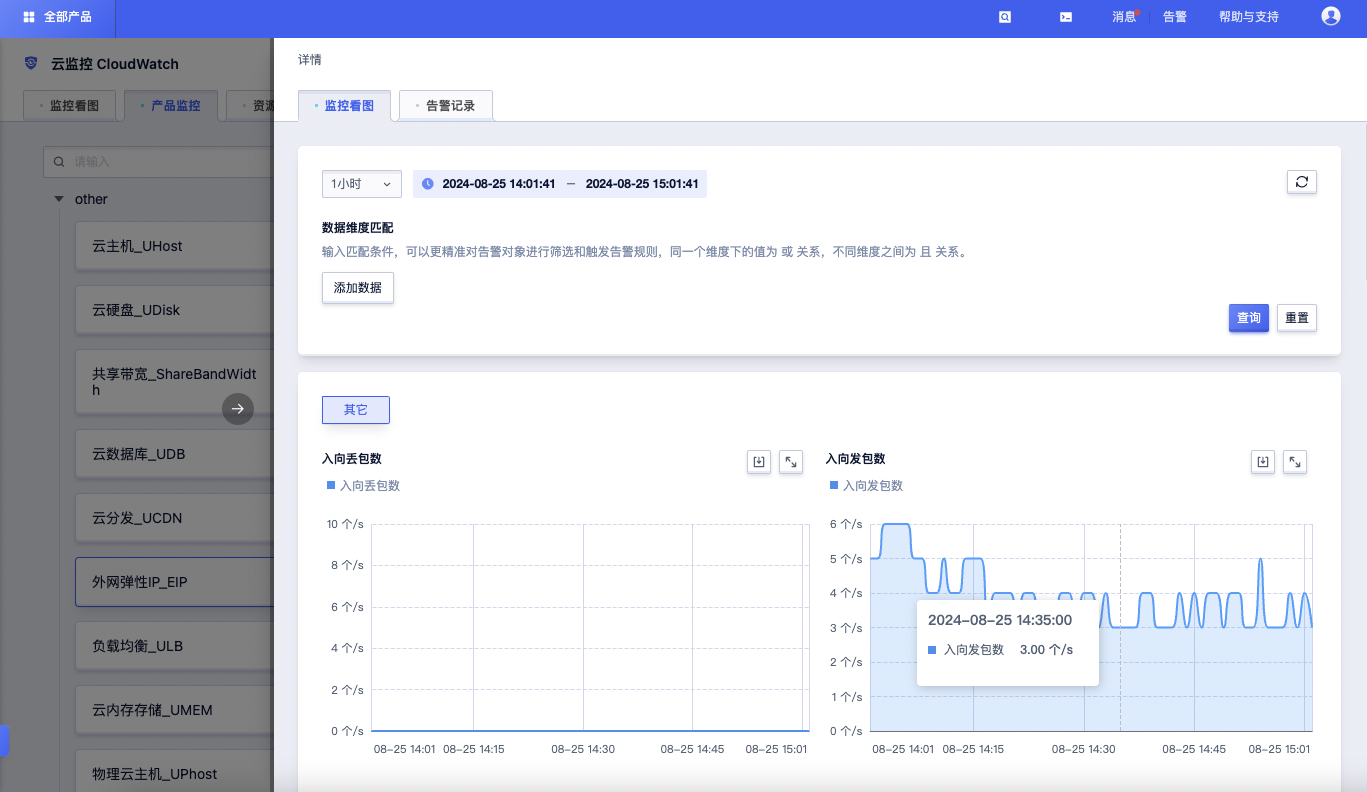 全部产品
消息
告警
帮助与支持
云监控 CloudWatch
监控看图
产品监控
资源
请输入
other
云主机_UHost
云硬盘_UDisk
共享带宽_ShareBandWidt
h
云数据库_UDB
云分发_UCDN
外网弹性IP_EIP
负载均衡_ULB
云内存存储_UMEM
物理云主机_UPhost
详情
监控看图
告警记录
1小时
2024-08-25 14:01:41 — 2024-08-25 15:01:41
数据维度匹配
输入匹配条件，可以更精准对告警对象进行筛选和触发告警规则，同一个维度下的值为 或 关系，不同维度之间为 且 关系。
添加数据
查询
重置
其它
入向丢包数
入向丢包数
10 个/s
8 个/s
6 个/s
4 个/s
2 个/s
0 个/s
08-25 14:01
08-25 14:15
08-25 14:30
08-25 14:45
08-25 15:01
入向发包数
入向发包数
6 个/s
5 个/s
4 个/s
3 个/s
2 个/s
1 个/s
0 个/s
2024-08-25 14:35:00
入向发包数 3.00 个/s
08-25 14:01
08-25 14:15
08-25 14:30
08-25 14:45
08-25 15:01